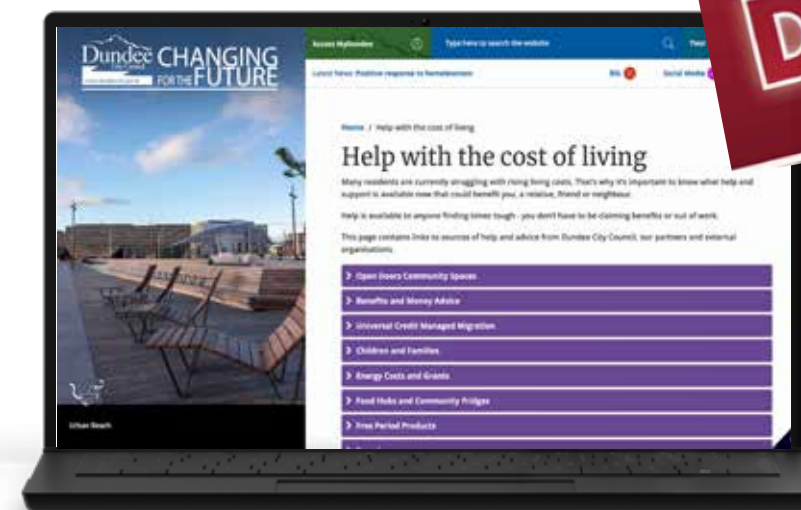 Dundee CHANGING
City Council FOR THE FUTURE
Access MyDundee
Type here to search the website
Latest News: Positive response to homelessness
BSL
Social Media
Home / Help with the cost of living
Help with the cost of living
Many residents are currently struggling with rising living costs. That's why it's important to know what help and
support is available now that could benefit you, a relative, friend or neighbour.
Help is available to anyone finding times tough - you don't have to be claiming benefits or out of work.
This page contains links to sources of help and advice from Dundee City Council, our partners and external
organisations.
Open Doors Community Spaces
Benefits and Money Advice
Universal Credit Managed Migration
Children and Families
Energy Costs and Grants
Food Hubs and Community Fridges
Free Period Products
Urban Beach
D